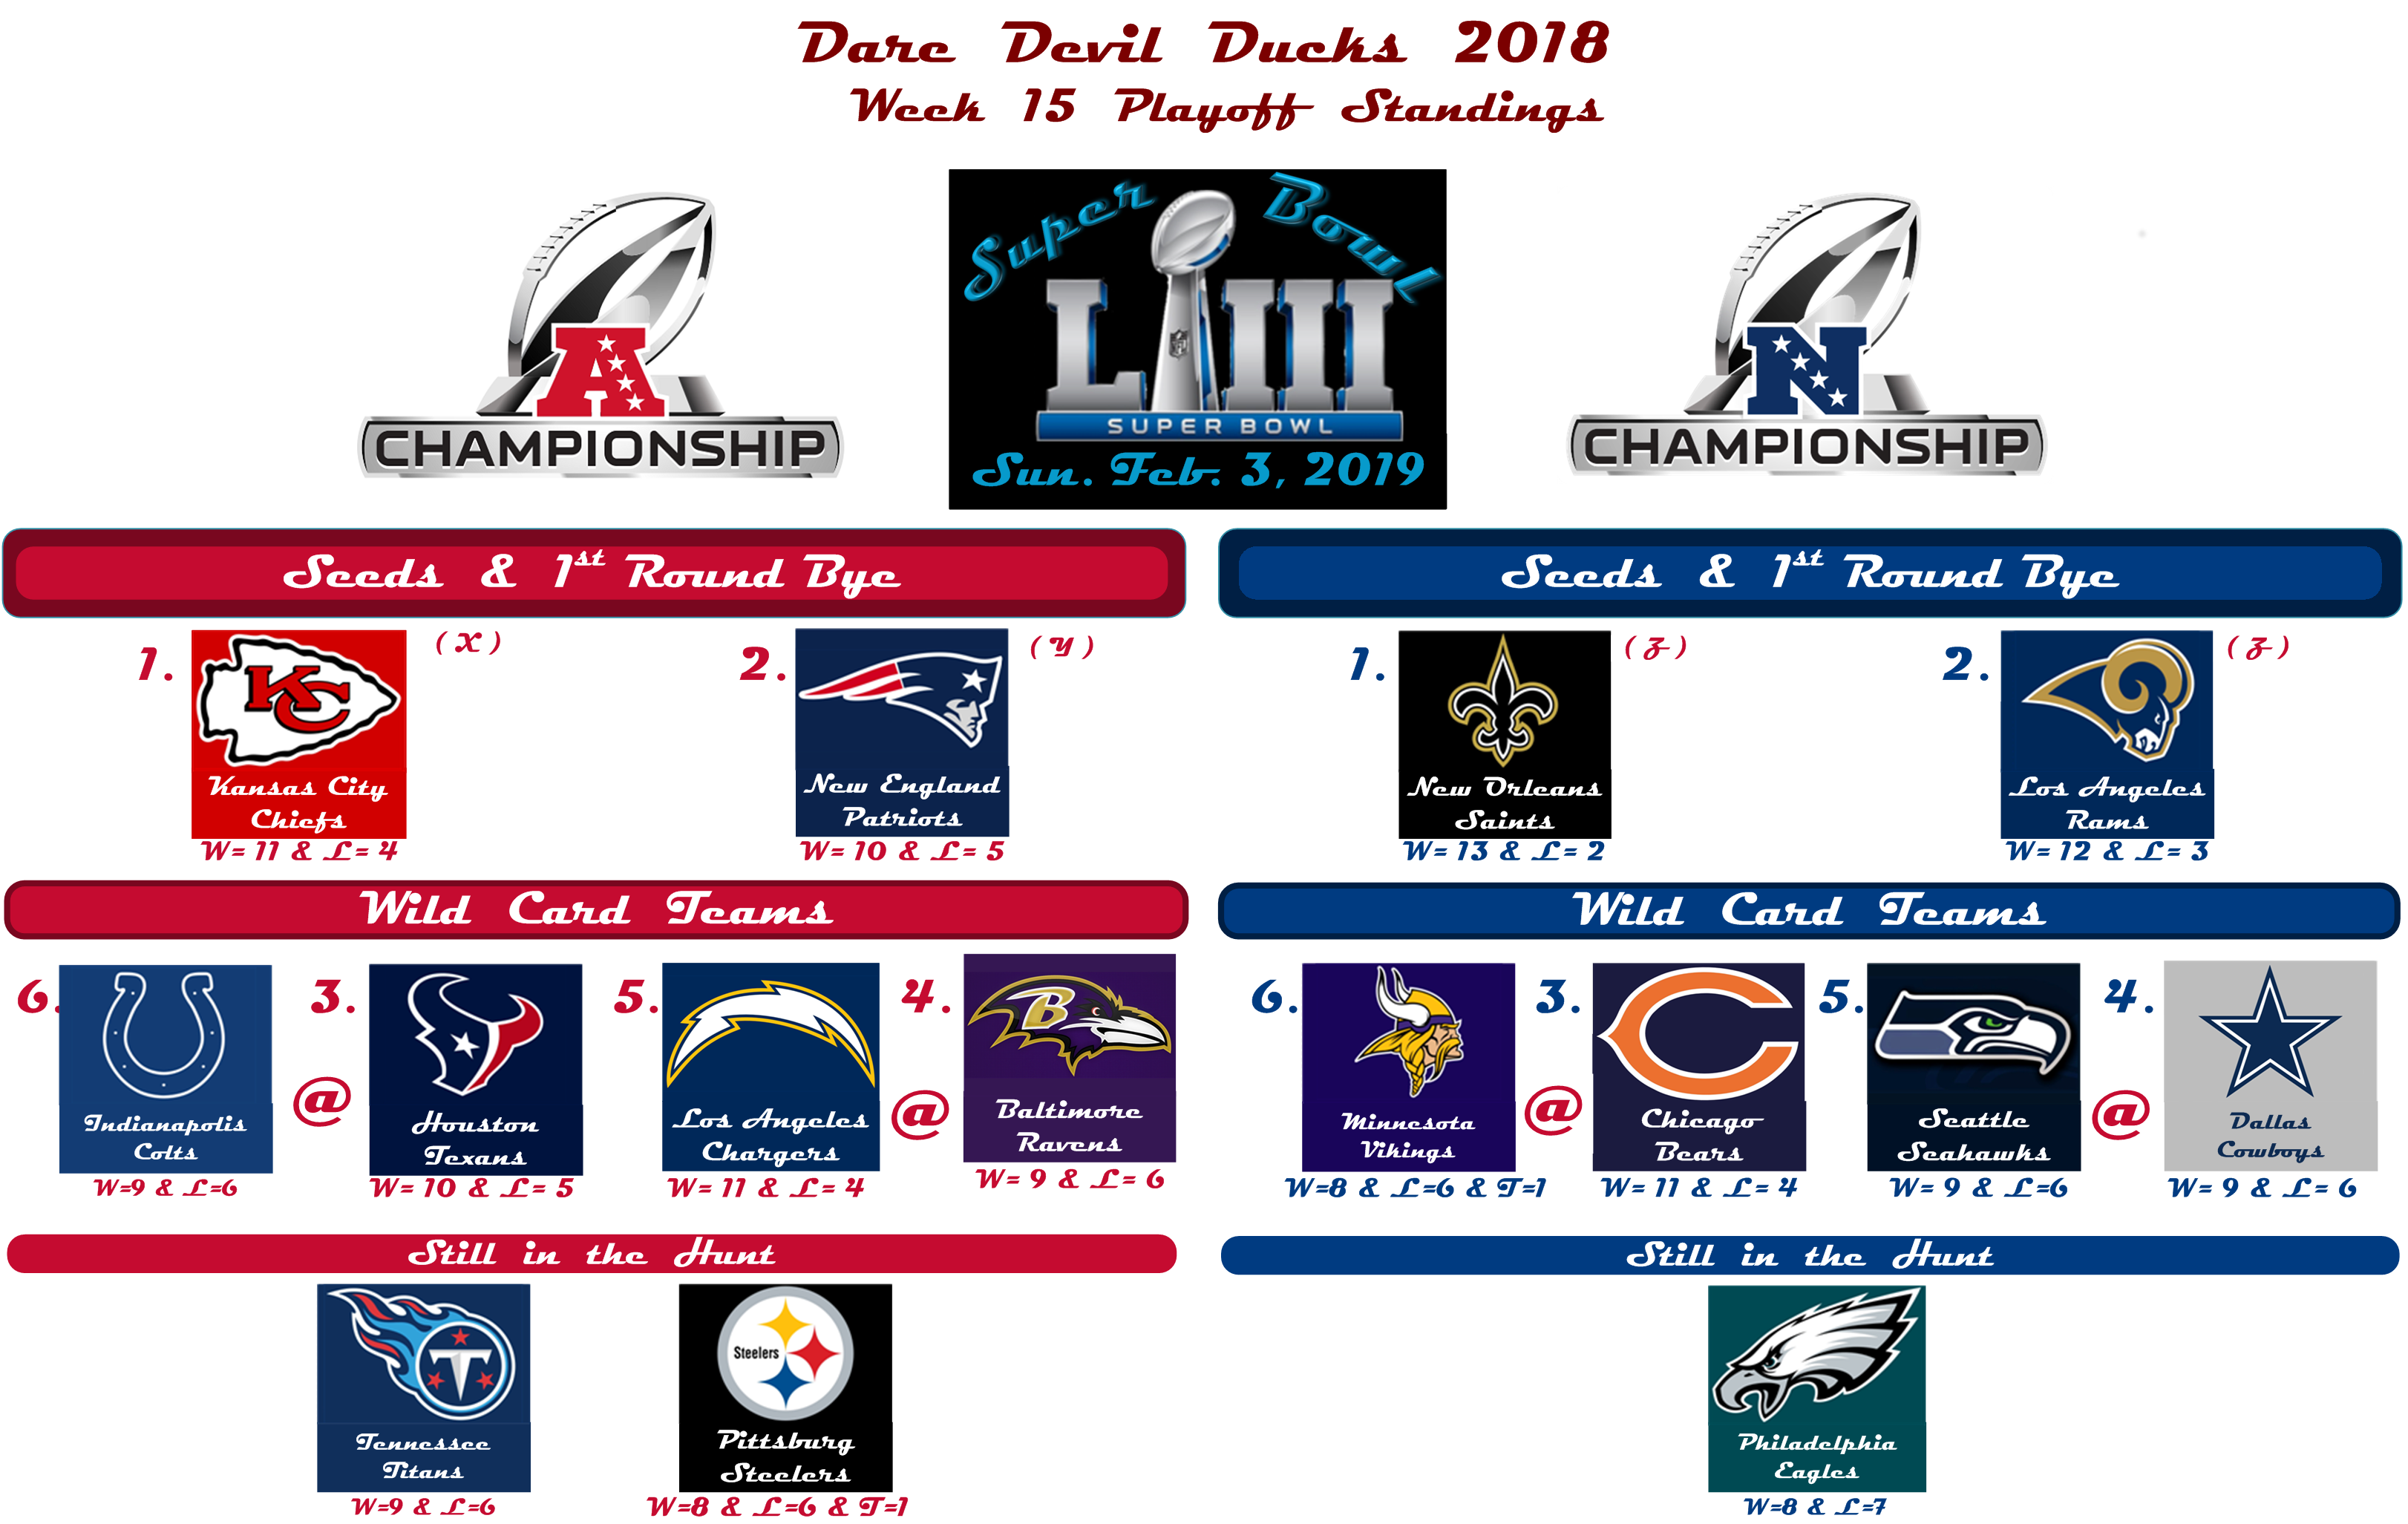 Dare Devil Ducks 2018
Week 15 Playoff Standings
Super Bowl
LIII
SUPER BOWL
Sun. Feb. 3, 2019
A
CHAMPIONSHIP
N
CHAMPIONSHIP
Seeds & 1st Round Bye
Seeds & 1st Round Bye
1.
KC
Kansas City
Chiefs
W= 11 & L= 4
( X )
2.
New England
Patriots
W= 10 & L= 5
( Y )
1.
New Orleans
Saints
W= 13 & L= 2
( Z )
2.
Los Angeles
Rams
W= 12 & L= 3
( Z )
Wild Card Teams
Wild Card Teams
6.
Indianapolis
Colts
W=9 & L=6
@
3.
Houston
Texans
W= 10 & L= 5
5.
Los Angeles
Chargers
W= 11 & L= 4
@
4.
B
Baltimore
Ravens
W= 9 & L= 6
6.
Minnesota
Vikings
W=8 & L=6 & T=1
@
3.
C
Chicago
Bears
W= 11 & L= 4
5.
Seattle
Seahawks
W= 9 & L=6
@
4.
Dallas
Cowboys
W= 9 & L= 6
Still in the Hunt
Still in the Hunt
T
Tennessee
Titans
W=9 & L=6
Steelers
Pittsburg
Steelers
W=8 & L=6 & T=1
Philadelphia
Eagles
W=8 & L=7